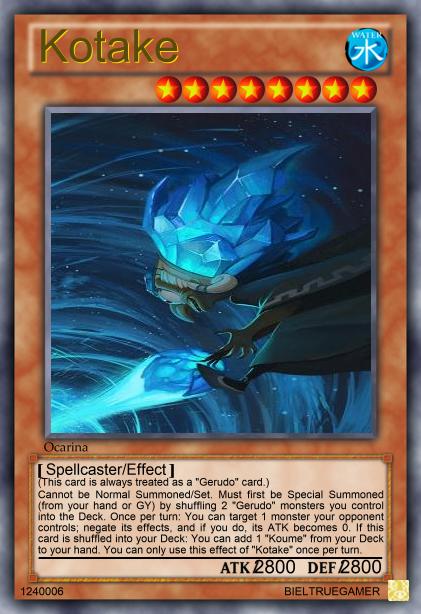 Kotake
WATER
水
Ocarina
[ Spellcaster/Effect ]
(This card is always treated as a "Gerudo" card.)
Cannot be Normal Summoned/Set. Must first be Special Summoned
(from your hand or GY) by shuffling 2 "Gerudo" monsters you control
into the Deck. Once per turn: You can target 1 monster your opponent
controls; negate its effects, and if you do, its ATK becomes 0. If this
card is shuffled into your Deck: You can add 1 "Koume" from your Deck
to your hand. You can only use this effect of "Kotake" once per turn.
ATK 2800 DEF 2800
1240006 BIELTRUEGAMER